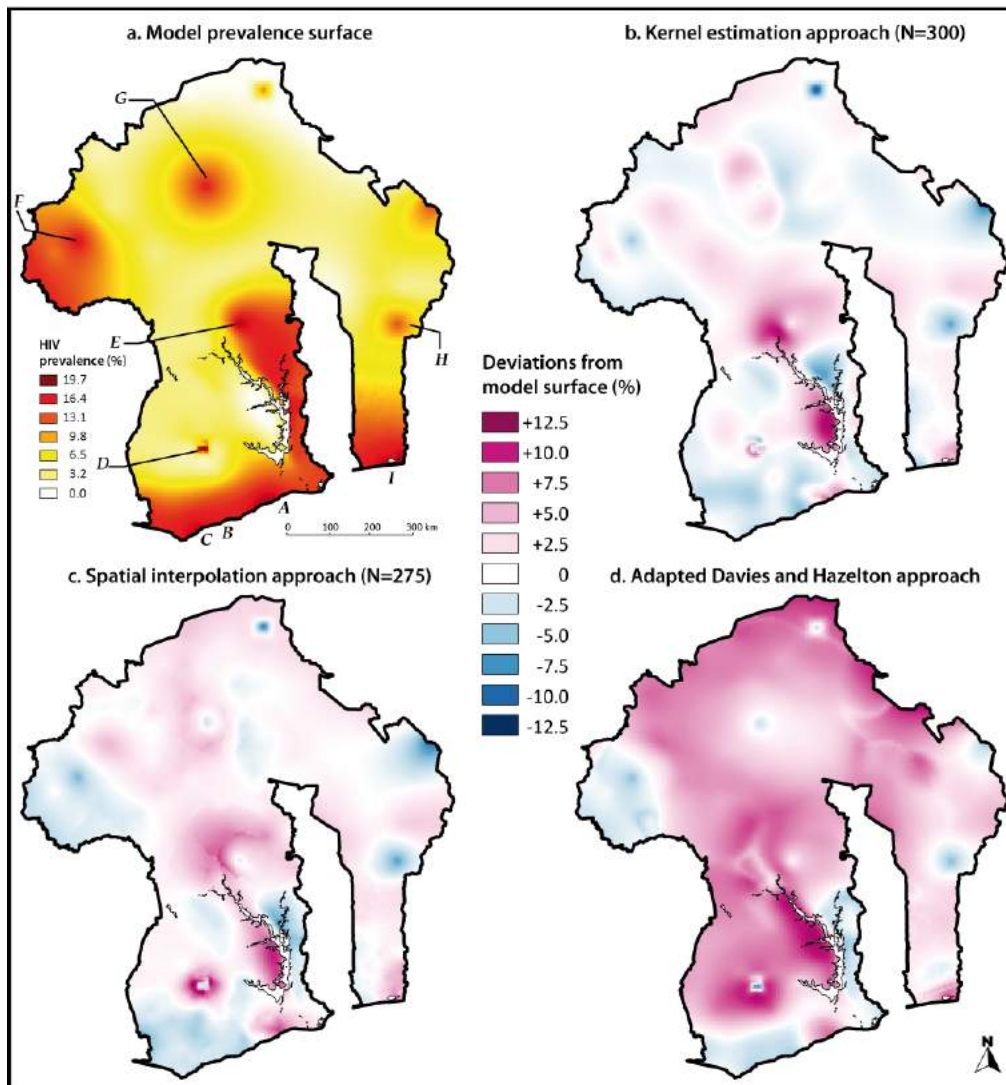 a. Model prevalence surface
G
F
E
H
HIV
prevalence (%)
19.7
16.4
13.1
9.8
6.5
3.2
0.0
D
A
I
C B
0 100 200 300 km
b. Kernel estimation approach (N=300)
Deviations from
model surface (%)
+12.5
+10.0
+7.5
+5.0
+2.5
0
-2.5
-5.0
-7.5
-10.0
-12.5
c. Spatial interpolation approach (N=275)
d. Adapted Davies and Hazelton approach
N